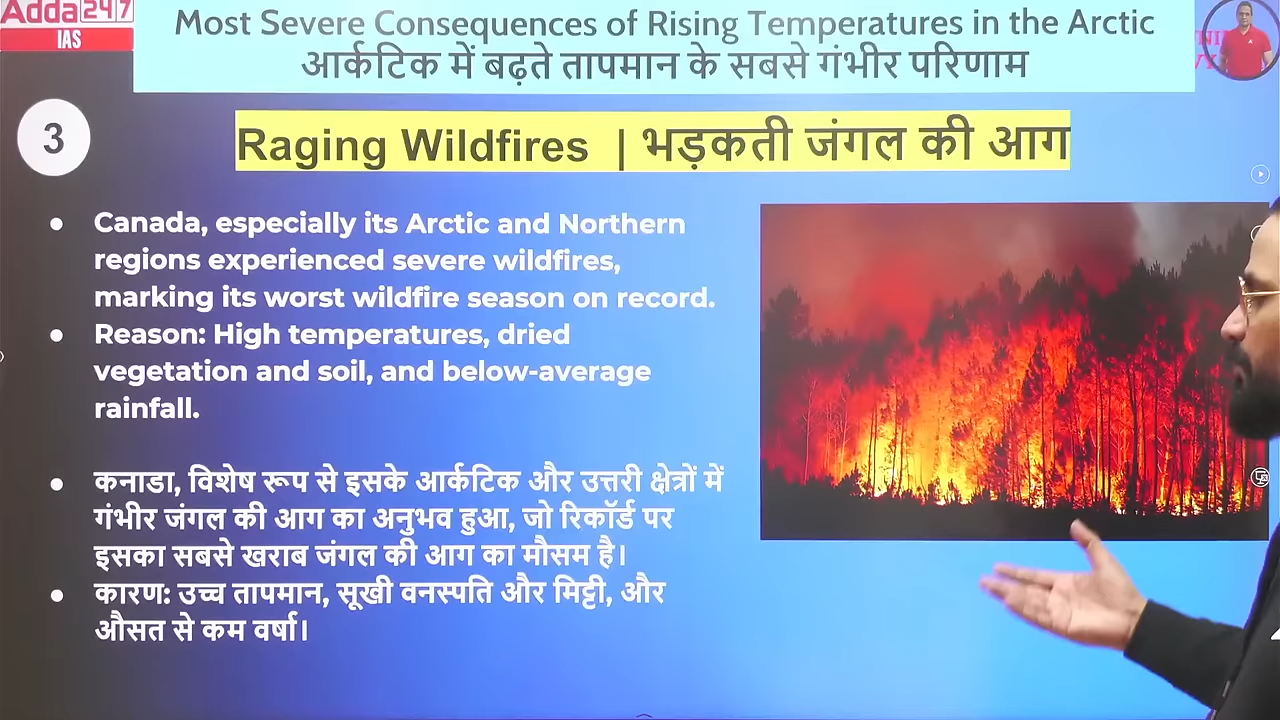 Adda247
IAS
Most Severe Consequences of Rising Temperatures in the Arctic
आर्कटिक में बढ़ते तापमान के सबसे गंभीर परिणाम
3
Raging Wildfires | भड़कती जंगल की आग
• Canada, especially its Arctic and Northern
regions experienced severe wildfires,
marking its worst wildfire season on record.
• Reason: High temperatures, dried
vegetation and soil, and below-average
rainfall.
• कनाडा, विशेष रूप से इसके आर्कटिक और उत्तरी क्षेत्रों में
गंभीर जंगल की आग का अनुभव हुआ, जो रिकॉर्ड पर
इसका सबसे खराब जंगल की आग का मौसम है।
• कारण: उच्च तापमान, सूखी वनस्पति और मिट्टी, और
औसत से कम वर्षा।